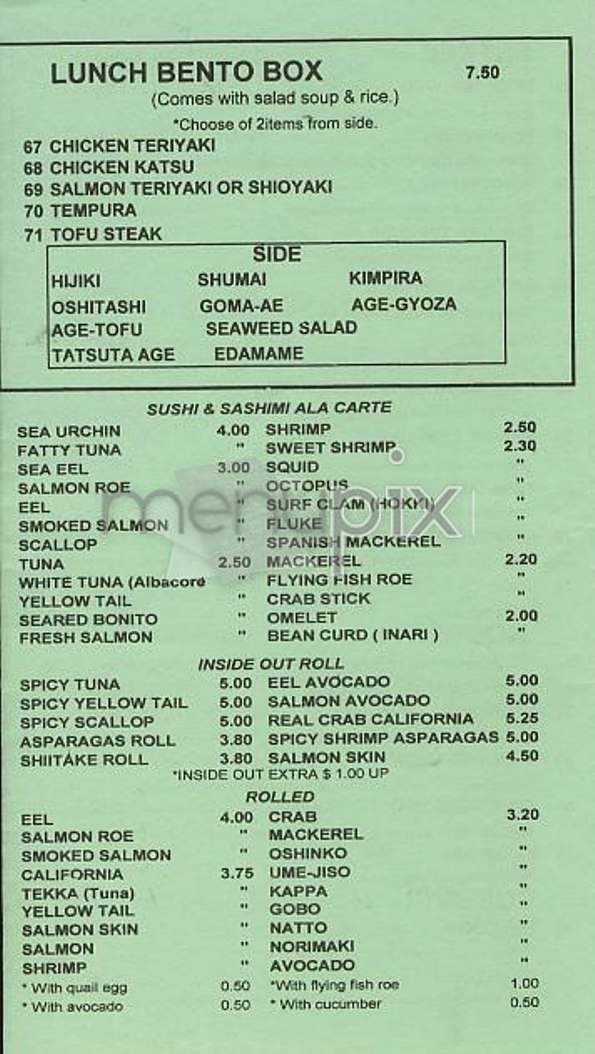 LUNCH BENTO BOX 7.50
(Comes with salad soup & rice.)
*Choose of 2items from side.
67 CHICKEN TERIYAKI
68 CHICKEN KATSU
69 SALMON TERIYAKI OR SHIOYAKI
70 TEMPURA
71 TOFU STEAK
SIDE
HIJIKI SHUMAI KIMPIRA
OSHITASHI GOMA-AE AGE-GYOZA
AGE-TOFU SEAWEED SALAD
TATSUTA AGE EDAMAME
SUSHI & SASHIMI ALA CARTE
SEA URCHIN 4.00 SHRIMP 2.50
FATTY TUNA " SWEET SHRIMP 2.30
SEA EEL 3.00 SQUID "
SALMON ROE " OCTOPUS "
EEL " SURF CLAM (HOKKI) "
SMOKED SALMON " FLUKE "
SCALLOP " SPANISH MACKEREL "
TUNA 2.50 MACKEREL 2.20
WHITE TUNA (Albacore " FLYING FISH ROE "
YELLOW TAIL " CRAB STICK "
SEARED BONITO " OMELET 2.00
FRESH SALMON " BEAN CURD ( INARI ) "
INSIDE OUT ROLL
SPICY TUNA 5.00 EEL AVOCADO 5.00
SPICY YELLOW TAIL 5.00 SALMON AVOCADO 5.00
SPICY SCALLOP 5.00 REAL CRAB CALIFORNIA 5.25
ASPARAGAS ROLL 3.80 SPICY SHRIMP ASPARAGAS 5.00
SHIITAKE ROLL 3.80 SALMON SKIN 4.50
*INSIDE OUT EXTRA $ 1.00 UP
ROLLED
EEL 4.00 CRAB 3.20
SALMON ROE " MACKEREL "
SMOKED SALMON " OSHINKO "
CALIFORNIA 3.75 UME-JISO "
TEKKA (Tuna) " KAPPA "
YELLOW TAIL " GOBO "
SALMON SKIN " NATTO "
SALMON " NORIMAKI "
SHRIMP " AVOCADO "
* With quail egg 0.50 *With flying fish roe 1.00
* With avocado 0.50 * With cucumber 0.50
menupix